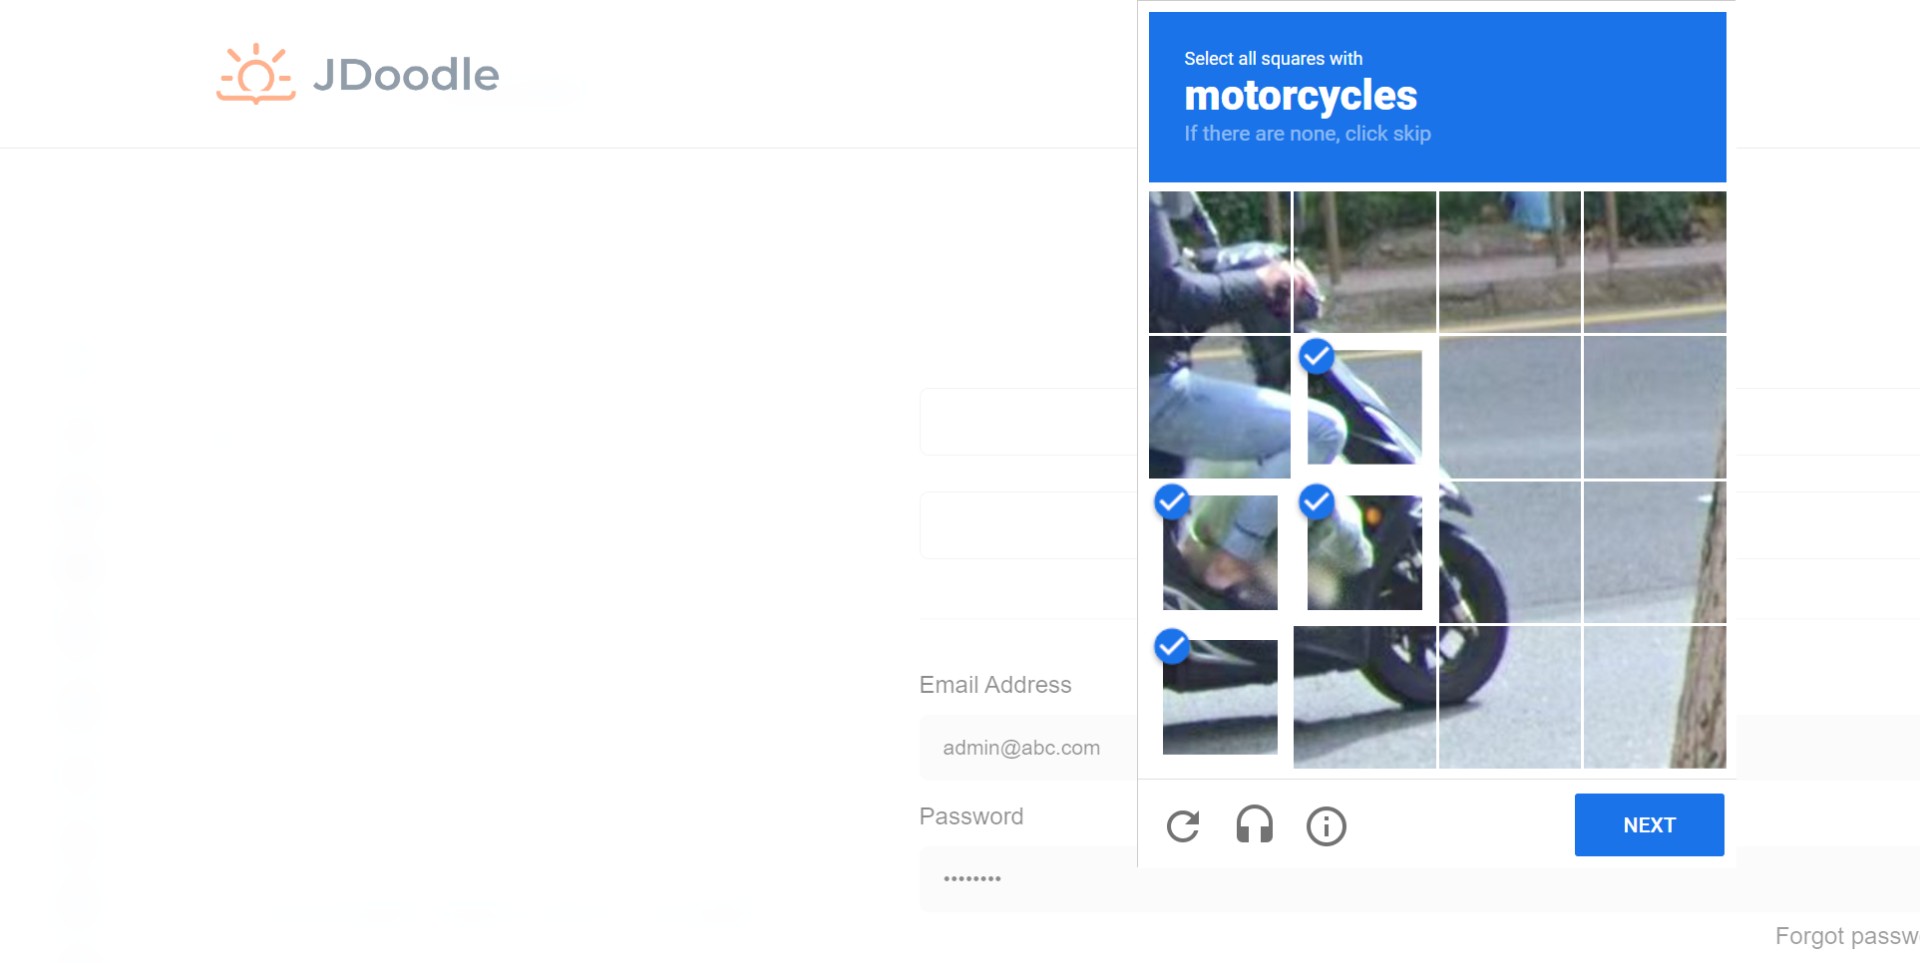 JDoodle
Select all squares with
motorcycles
If there are none, click skip
Email Address
admin@abc.com
Password
••••••••
NEXT
Forgot passw